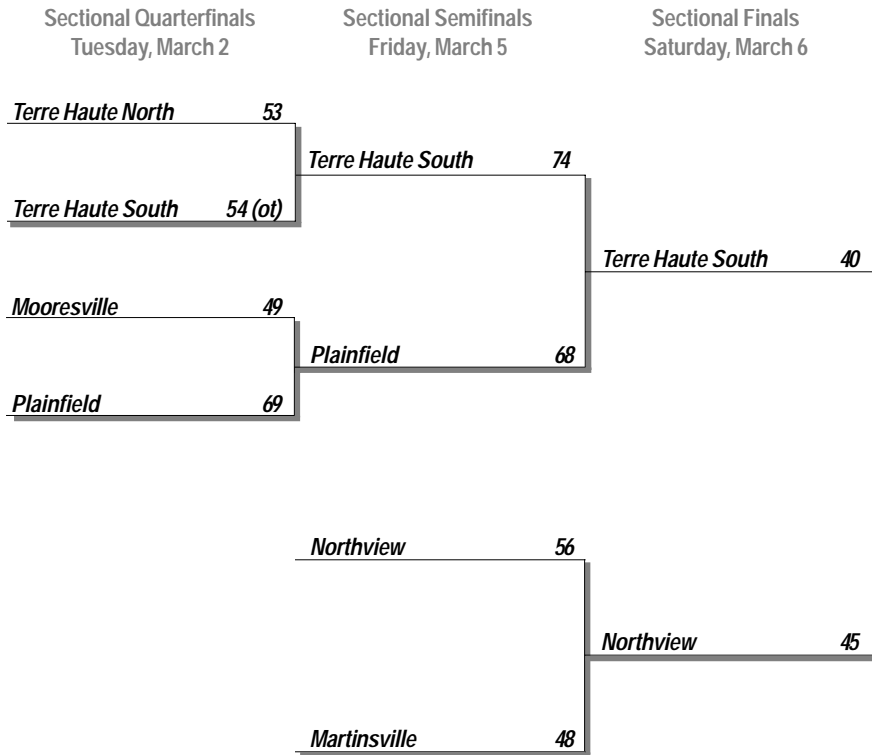 Sectional Quarterfinals
Tuesday, March 2
Sectional Semifinals
Friday, March 5
Sectional Finals
Saturday, March 6
Terre Haute North 53
Terre Haute South 54 (ot)
Mooresville 49
Plainfield 69
Terre Haute South 74
Plainfield 68
Northview 56
Martinsville 48
Terre Haute South 40
Northview 45